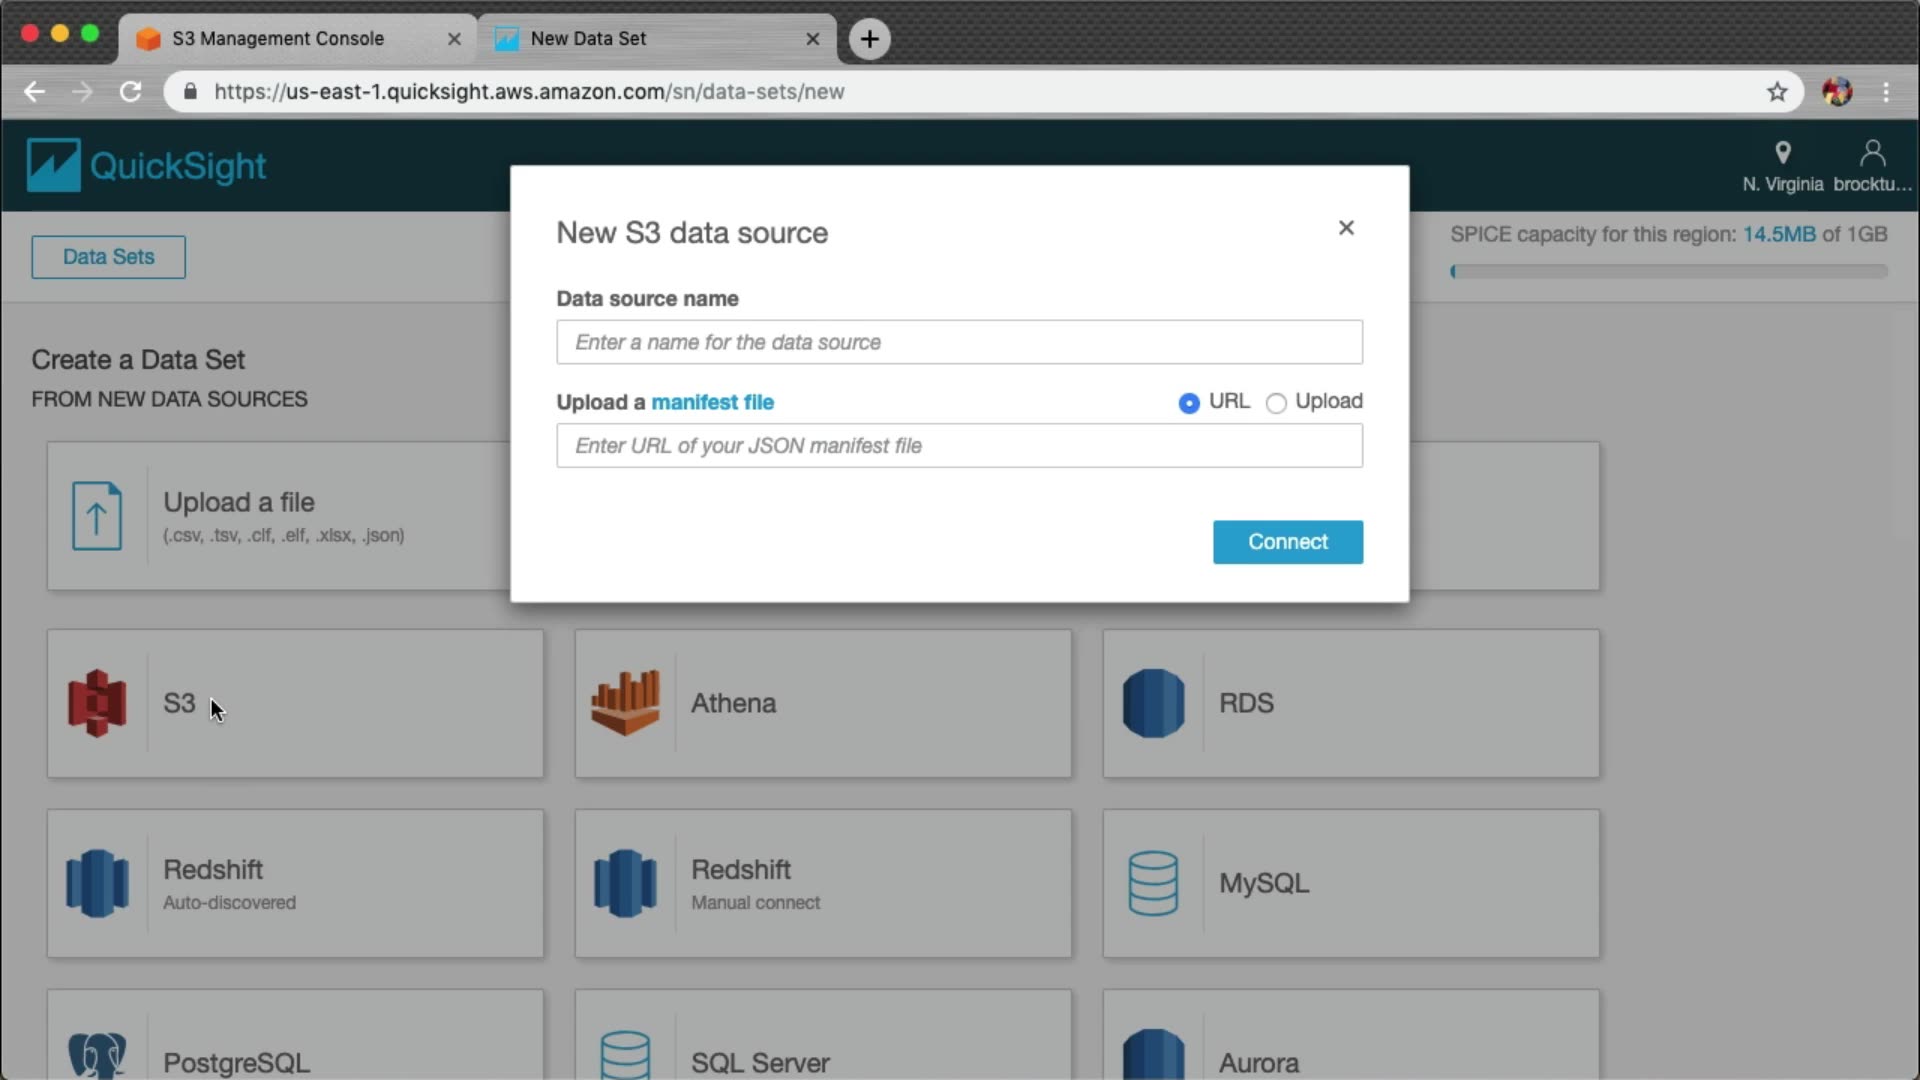 S3 Management Console
New Data Set
https://us-east-1.quicksight.aws.amazon.com/sn/data-sets/new
QuickSight
N. Virginia
brocktu...
Data Sets
SPICE capacity for this region: 14.5MB of 1GB
New S3 data source
Data source name
Enter a name for the data source
Upload a manifest file
URL
Upload
Enter URL of your JSON manifest file
Connect
Create a Data Set
FROM NEW DATA SOURCES
Upload a file
(.csv, .tsv, .clf, .elf, .xlsx, .json)
S3
Athena
RDS
Redshift
Auto-discovered
Redshift
Manual connect
MySQL
PostgreSQL
SQL Server
Aurora